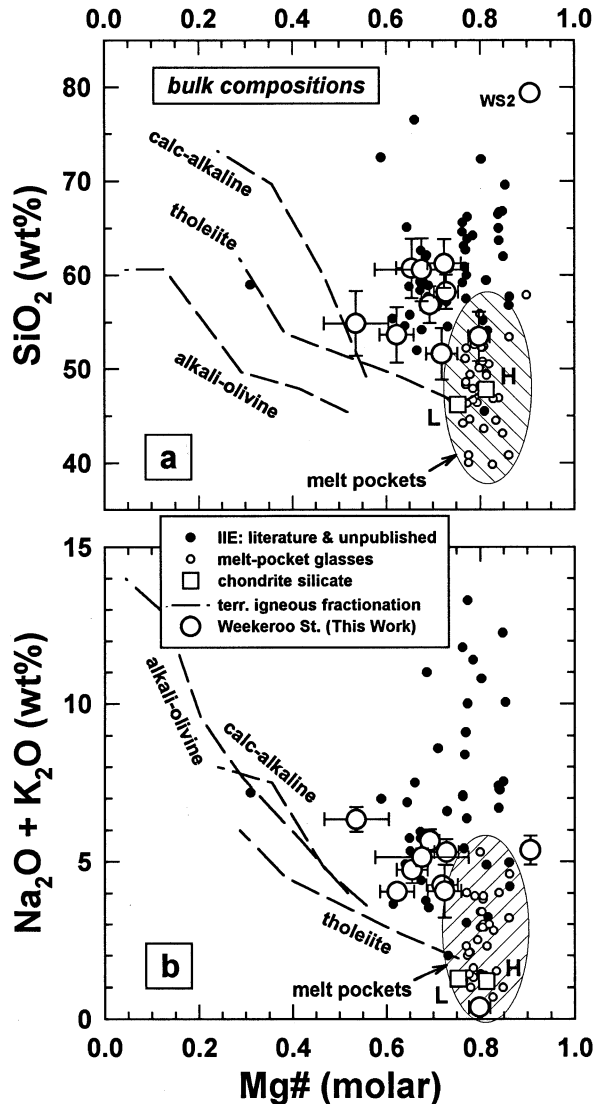 0.0 0.2 0.4 0.6 0.8 1.0
bulk compositions
80
70
60
50
40
SiO₂ (wt%)
WS2
calc-alkaline
tholeiite
alkali-olivine
L
H
melt pockets
a
IIE: literature & unpublished
melt-pocket glasses
chondrite silicate
terr. igneous fractionation
Weekeroo St. (This Work)
15
10
5
0
Na₂O + K₂O (wt%)
alkali-olivine
calc-alkaline
tholeiite
melt pockets
L
H
b
0.0 0.2 0.4 0.6 0.8 1.0
Mg# (molar)